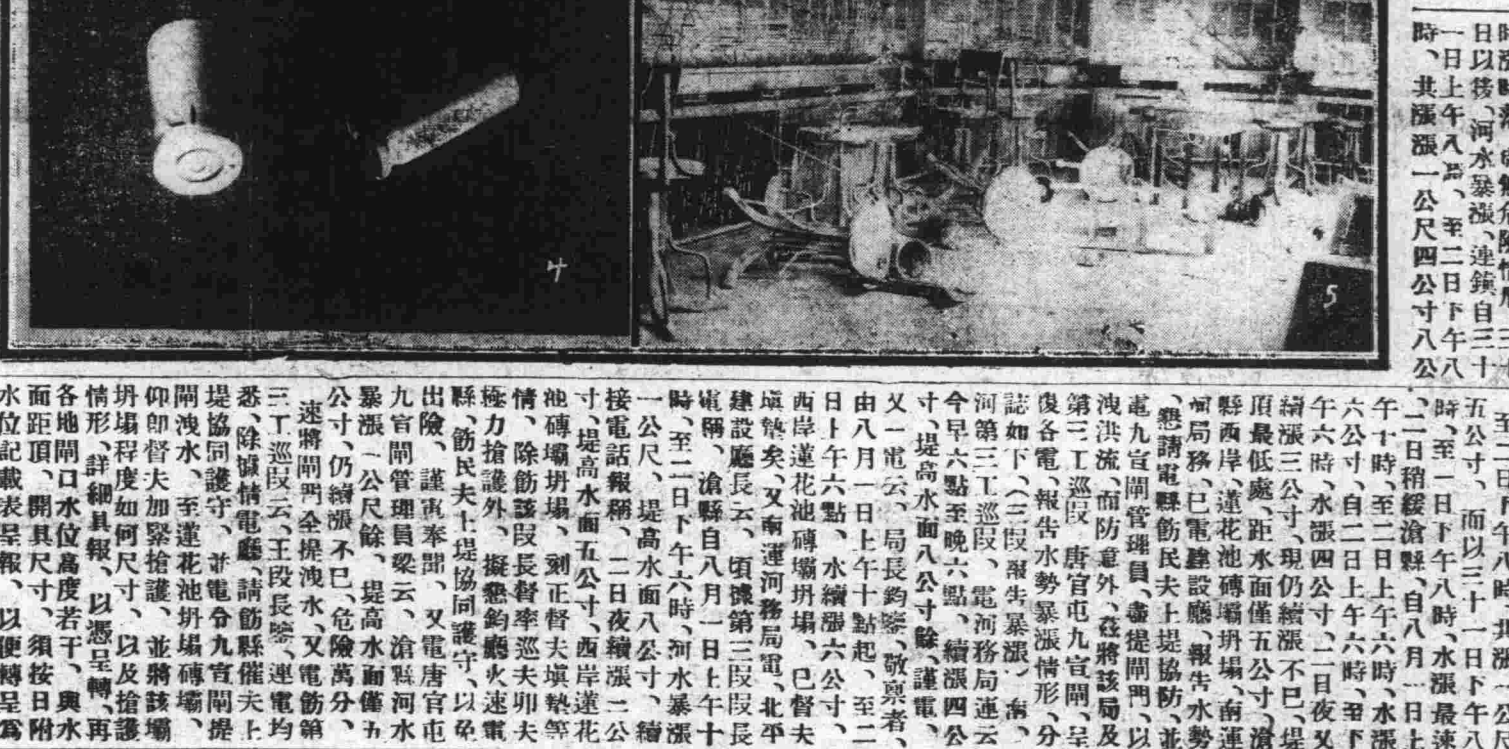 日以後、河水暴漲、連鎮自三十
一日上午八時、至二日下午八
時、共漲漲一公尺四公寸八公
五公寸、而以三十一日下午八
時、至一日下午八時、水漲最速
、二日稍緩滄縣、自八月一日上
午十時、至二日上午六時、水漲
六公寸、自二日上午六時、至下
午六時、水漲四公寸、二日夜又
續漲三公寸、現仍續漲不已、堤
頂最低處、距水面僅五公寸、滄
縣西岸、蓮花池磚壩坍塌、南運
河局務、已電建設廳、報告水勢
、懇請電縣飭民夫上堤協防、並
電九宣閘管理員、盡提閘門、以
洩洪流、而防意外、茲將該局及
第三工巡段、唐官屯九宣閘、呈
復各電、報告水勢暴漲情形、分
誌如下、(三段報告暴漲)
河第三工巡段、電河務局連云
今早六點至晚六點、續漲四公
寸、堤高水面八公寸餘、謹電、
又一電云、局長鈞鑒、敬稟者、
由八月一日上午十點起、至二
日上午六點、水續漲六公寸、
西岸蓮花池磚壩坍塌、已督夫
填墊矣、又南運河務局電、北平
建設廳長云、頃據第三段段長
電稱、滄縣自八月一日上午十
時、至二日下午六時、河水暴漲
一公尺、堤高水面八公寸、續
接電話報稱、二日夜續漲二公
寸、堤高水面五公寸、西岸蓮花
池磚壩坍塌、刻正督夫填墊等
情、除飭該段長督率巡夫卯夫
極力搶護外、擬懇鈞廳火速電
縣、飭民夫上堤協同護守、以免
出險、謹寅奉聞、又電唐官屯
九宣閘管理員梁云、滄縣河水
暴漲一公尺餘、堤高水面僅五
公寸、仍續漲不已、危險萬分、
速將閘門全提洩水、又電飭第
三工巡段云、王段長鑒、連電均
悉、除據情電廳、請飭縣催夫上
堤協同護守、並電分九宣閘提
閘洩水、至蓮花池坍塌磚壩、
仰卽督夫加緊搶護、並將該壩
坍塌程度如何尺寸、以及搶護
情形、詳細具報、以憑呈轉、再
各地閘口水位高度若干、與水
面距頂、開具尺寸、須按日附
水位記載表呈報、以便轉呈爲
4
5